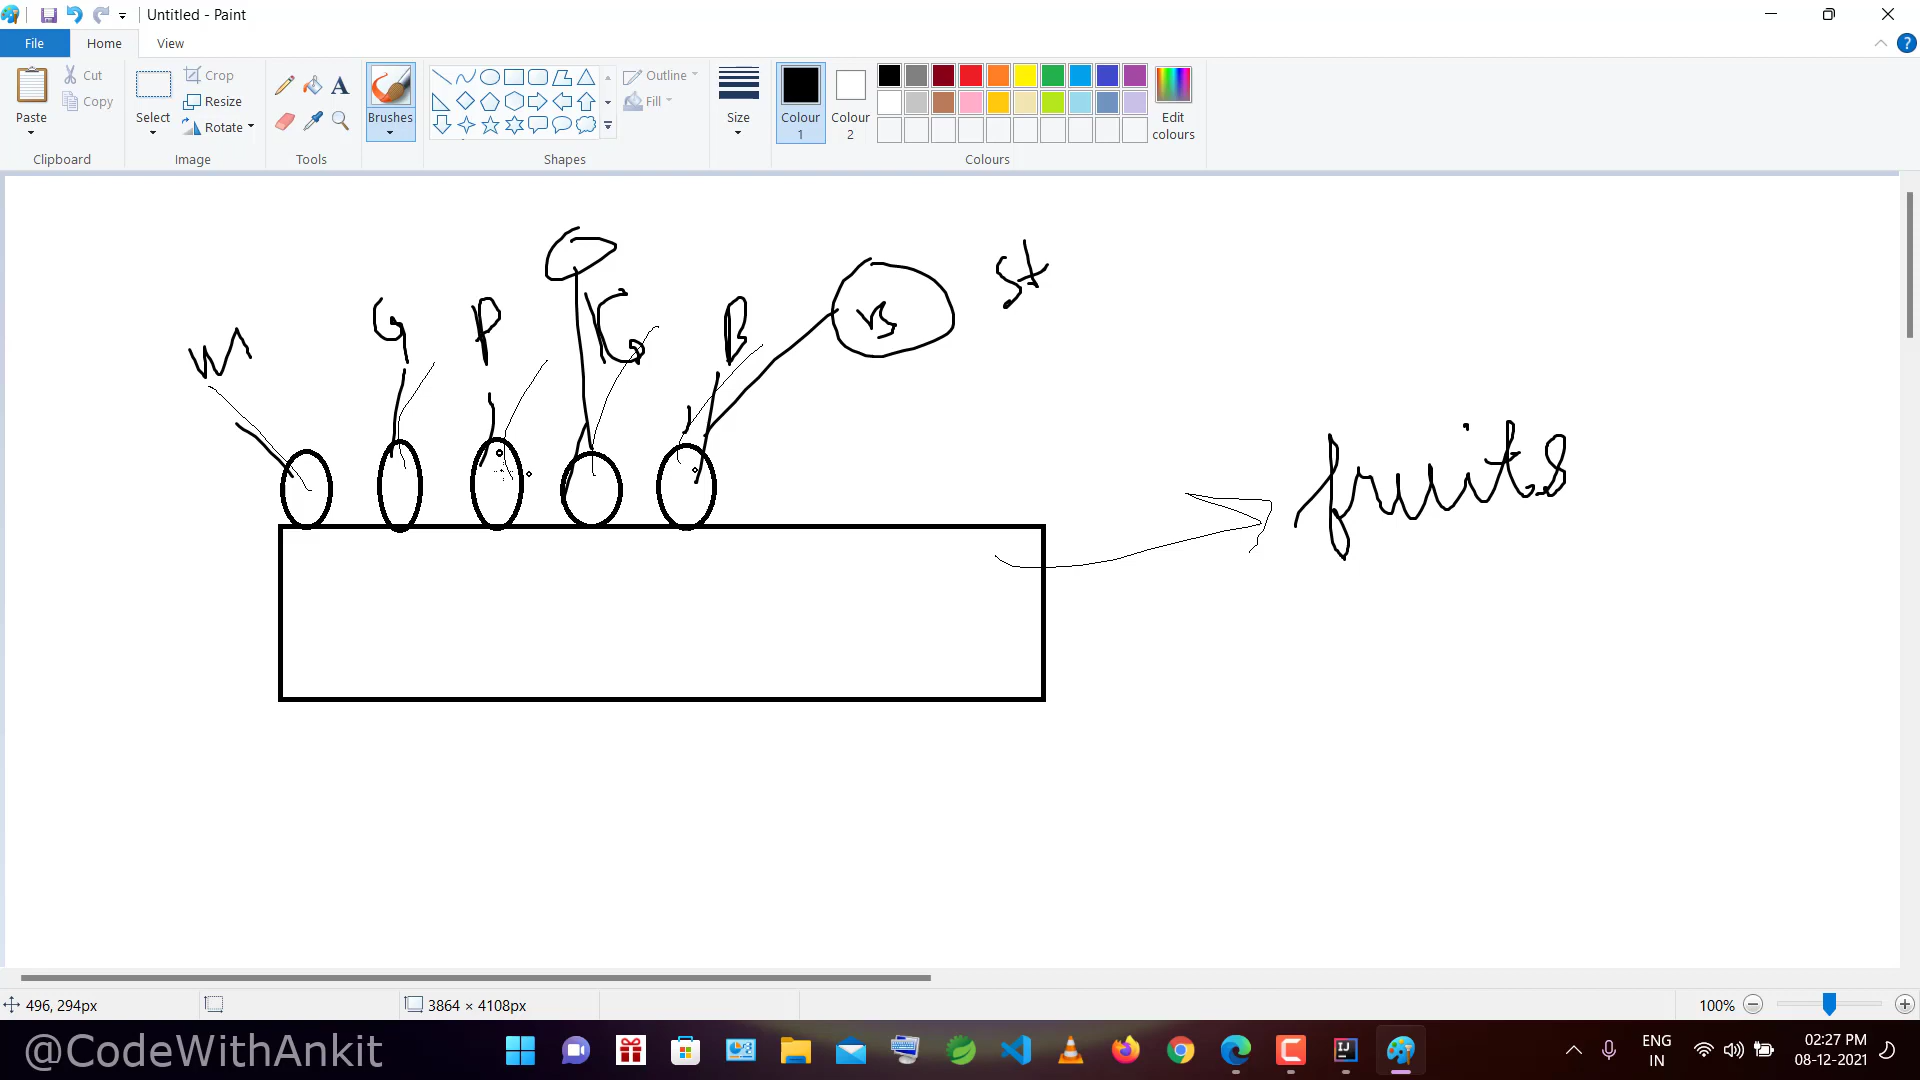 Untitled - Paint
File Home View
Paste Cut Copy Clipboard
Select Crop Resize Rotate Image
Tools
Brushes
Shapes Outline Fill
Size
Colour 1 Colour 2 Edit colours Colours
St
M G P G B
fruits
496, 294px 3864 × 4108px 100%
@CodeWithAnkit ENG IN 02:27 PM 08-12-2021